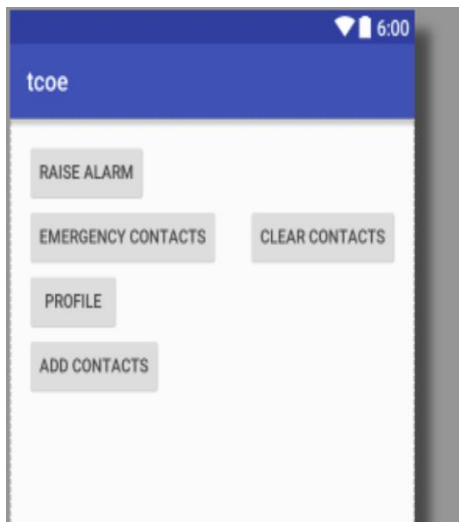 6:00
tcoe
RAISE ALARM
EMERGENCY CONTACTS CLEAR CONTACTS
PROFILE
ADD CONTACTS